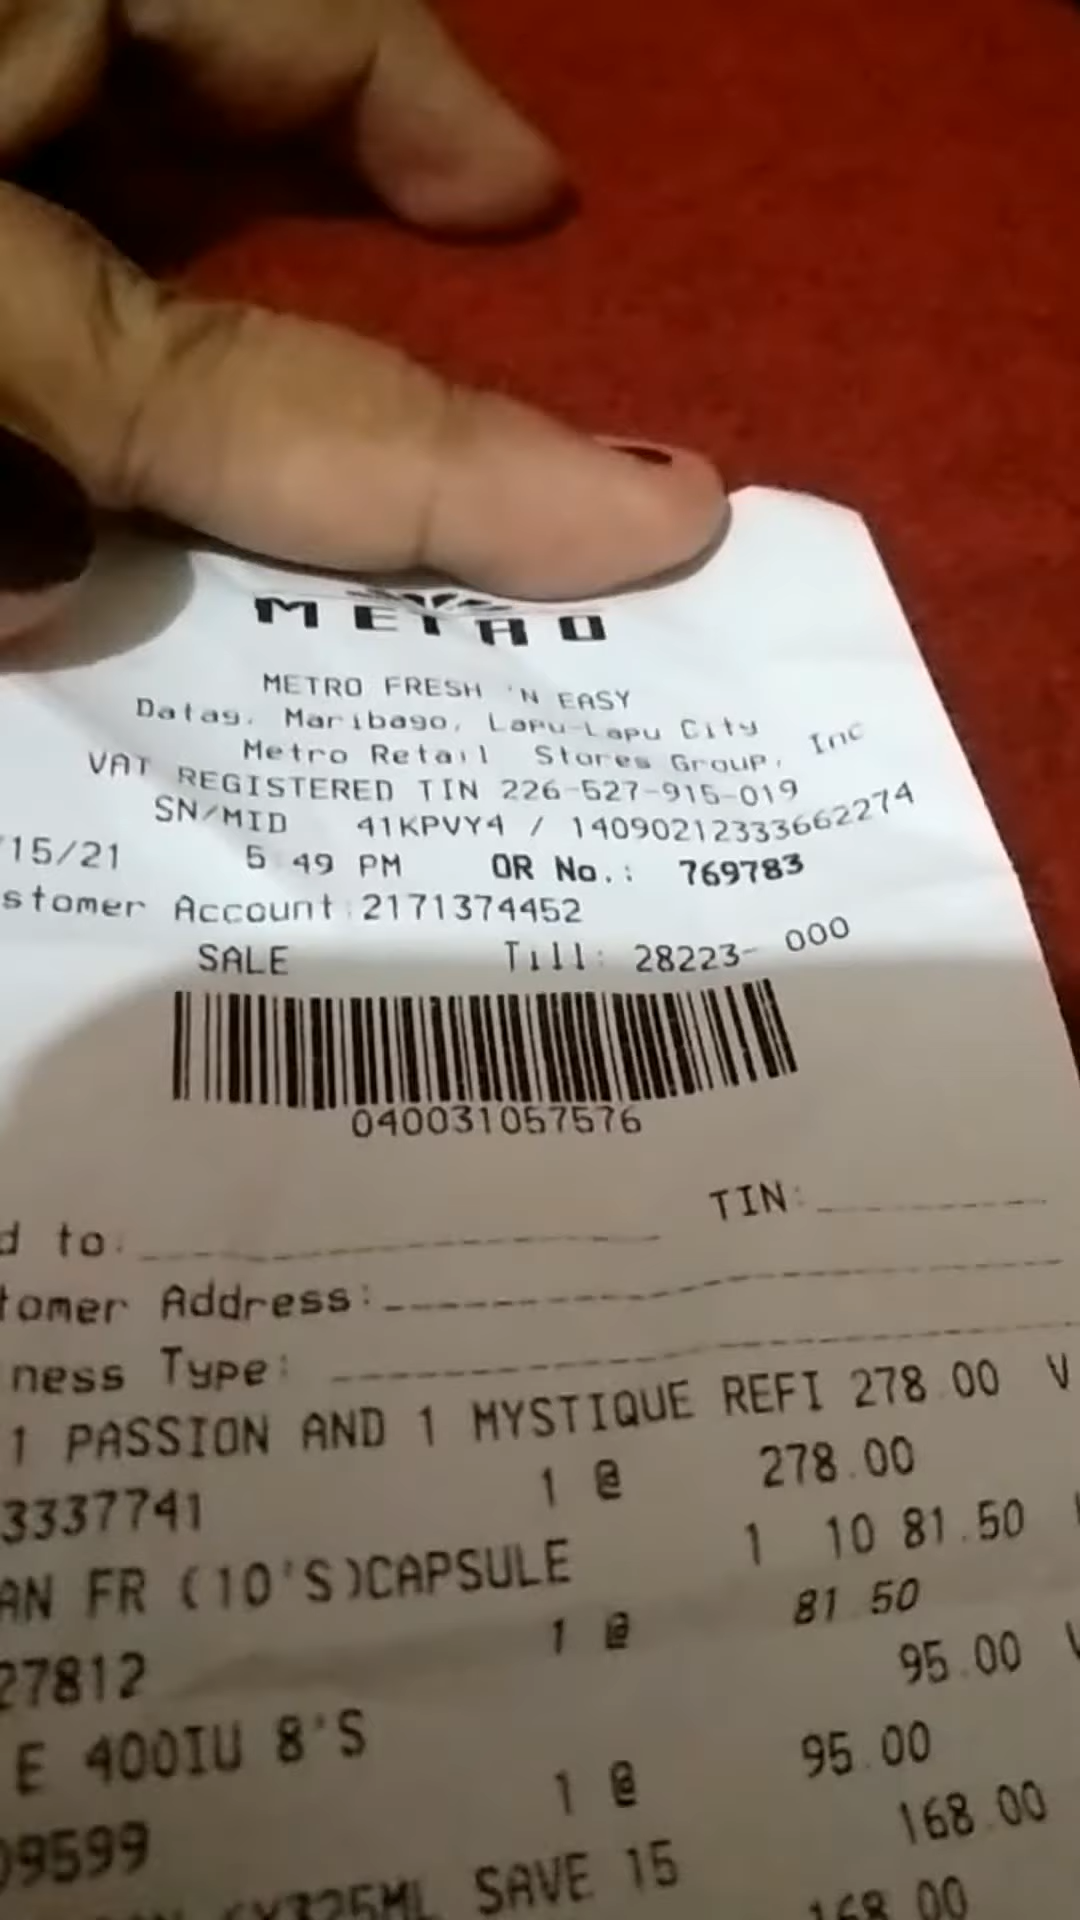 METRO
METRO FRESH 'N EASY
Datag, Maribago, Lapu-Lapu City
Metro Retail Stores Group, Inc
VAT REGISTERED TIN 226-527-915-019
SN/MID 41KPVY4 / 14090212333662274
/15/21 5 49 PM OR No.: 769783
stomer Account:2171374452
SALE Till: 28223- 000
040031057576
TIN:
d to:
tomer Address:
ness Type:
1 PASSION AND 1 MYSTIQUE REFI 278.00 V
3337741 1 @ 278.00
AN FR (10'S)CAPSULE 1 10 81.50
27812 1 @ 81 50
E 400IU 8'S 95.00
09599 1 @ 95.00
SAVE 15 168.00
168.00